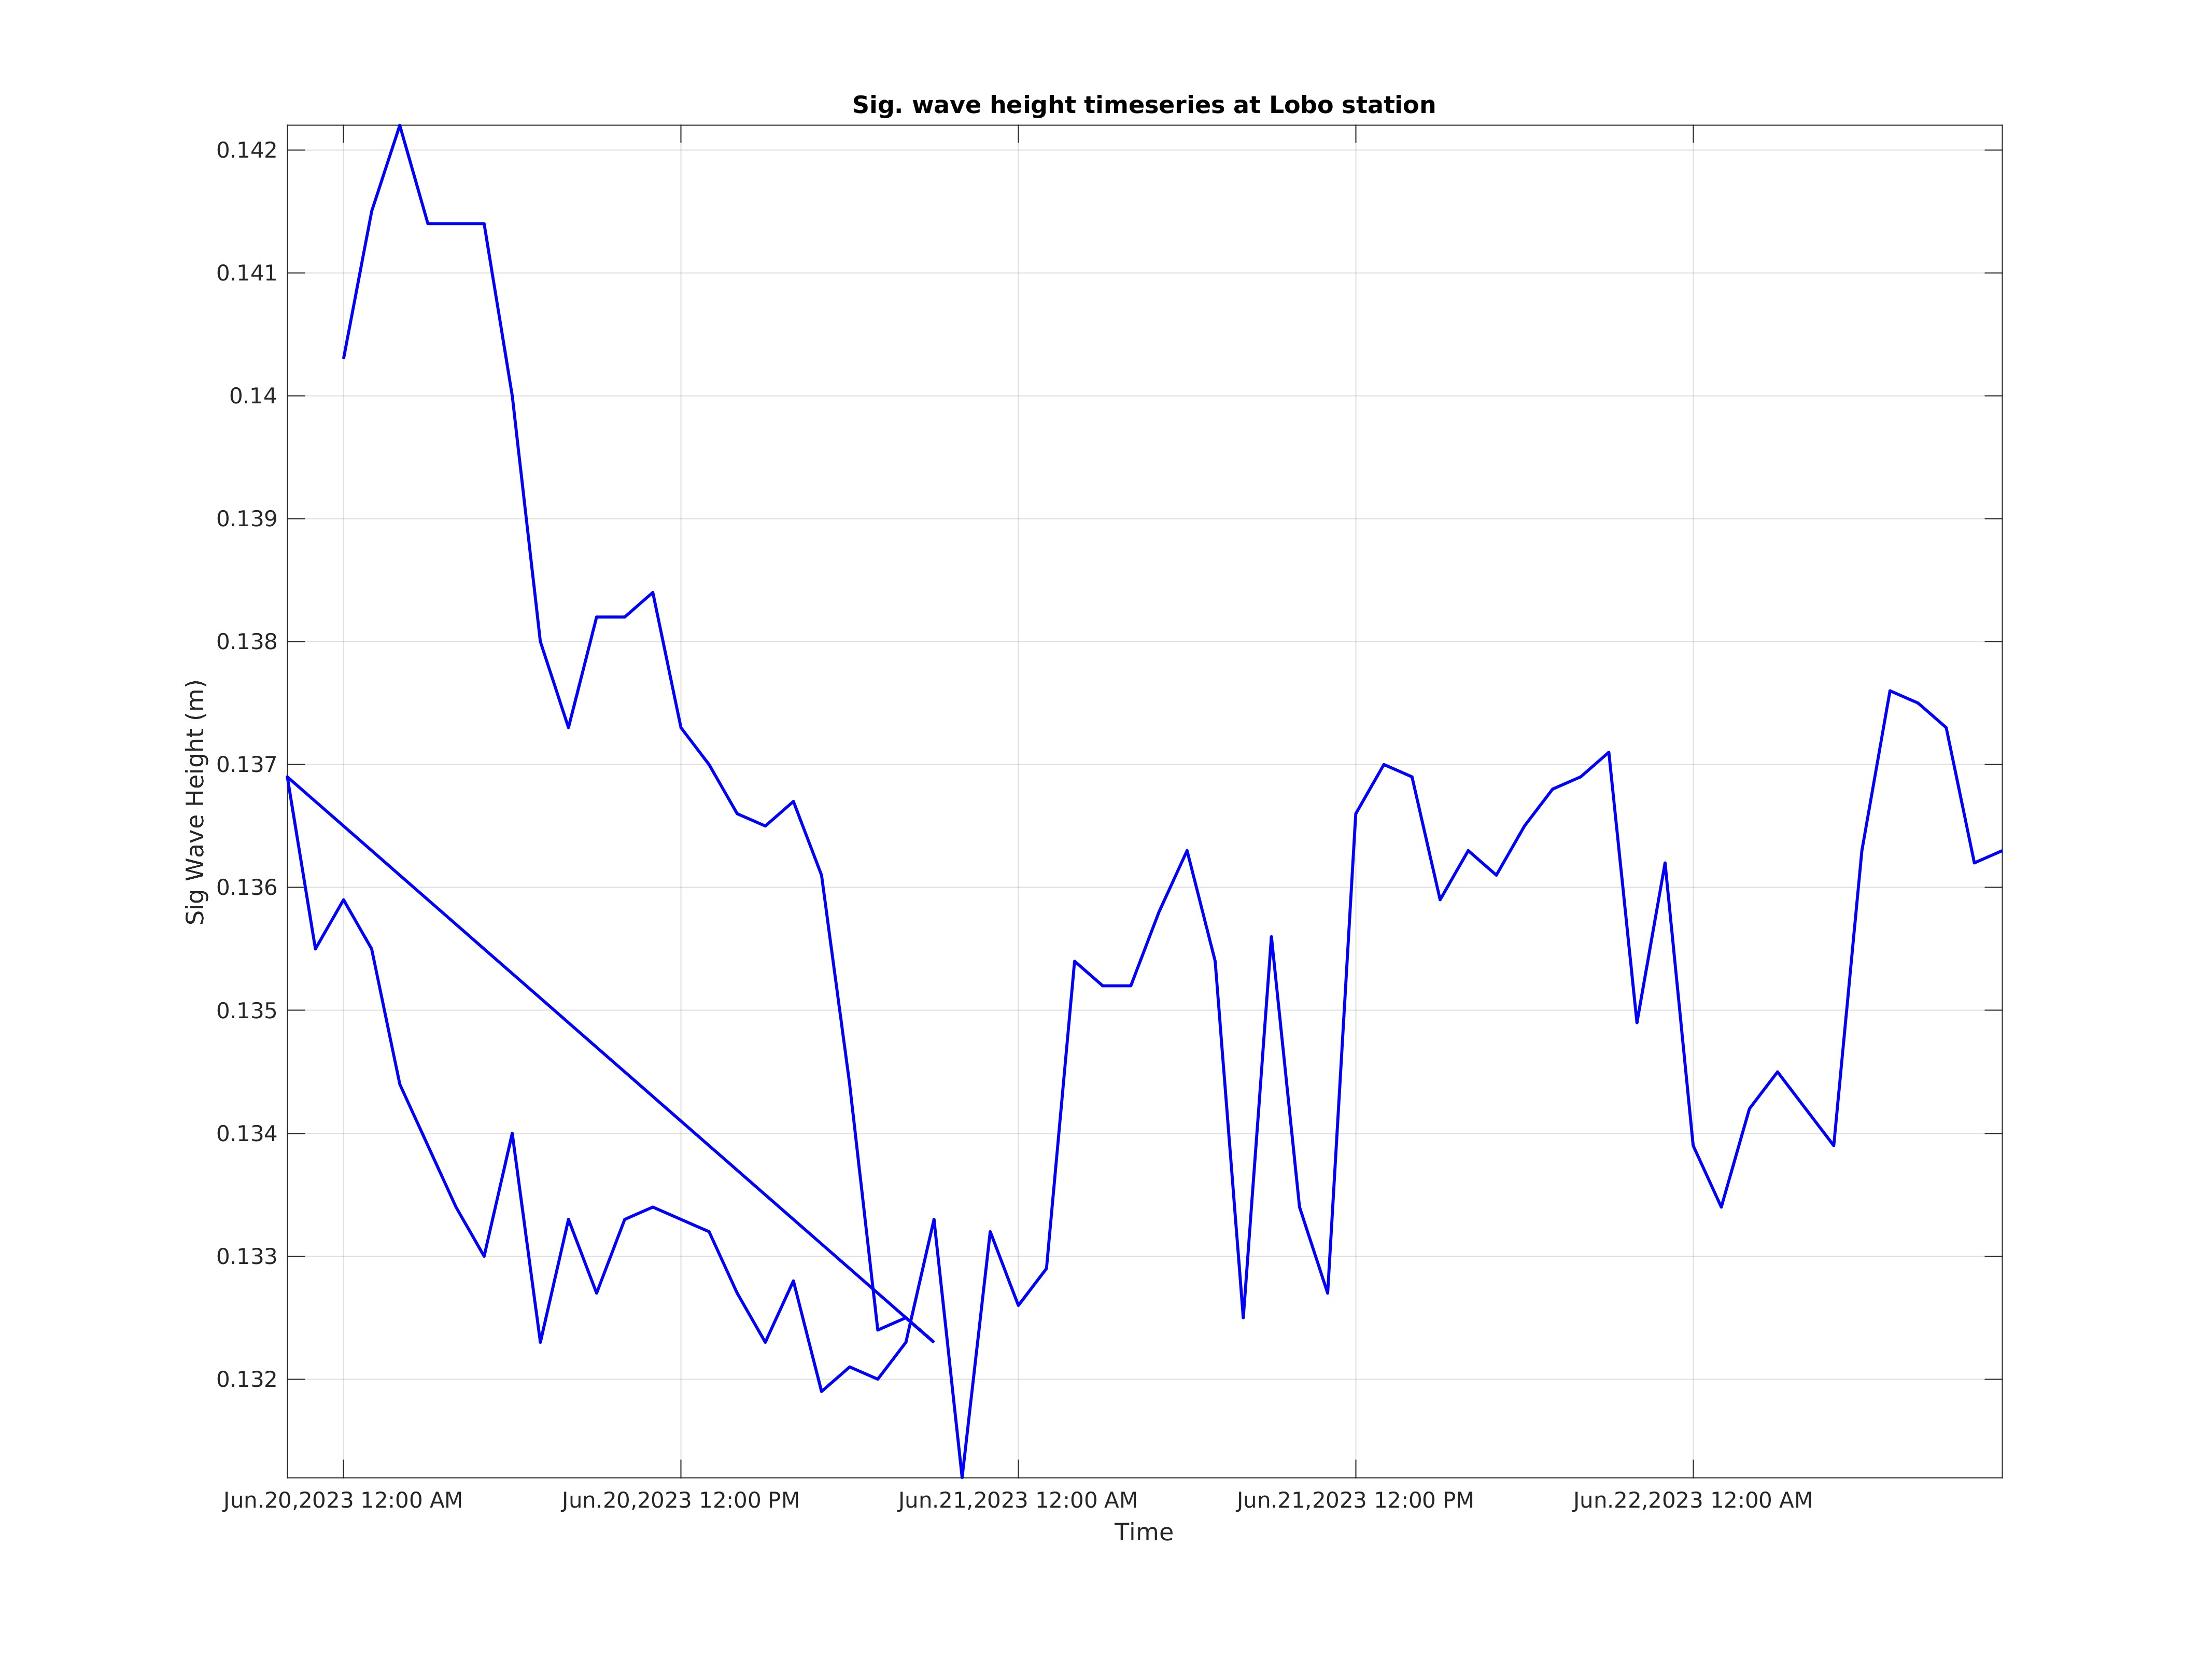 Sig. wave height timeseries at Lobo station
0.142
0.141
0.14
0.139
0.138
0.137
0.136
0.135
0.134
0.133
0.132
Sig Wave Height (m)
Jun.20,2023 12:00 AM
Jun.20,2023 12:00 PM
Jun.21,2023 12:00 AM
Jun.21,2023 12:00 PM
Jun.22,2023 12:00 AM
Time